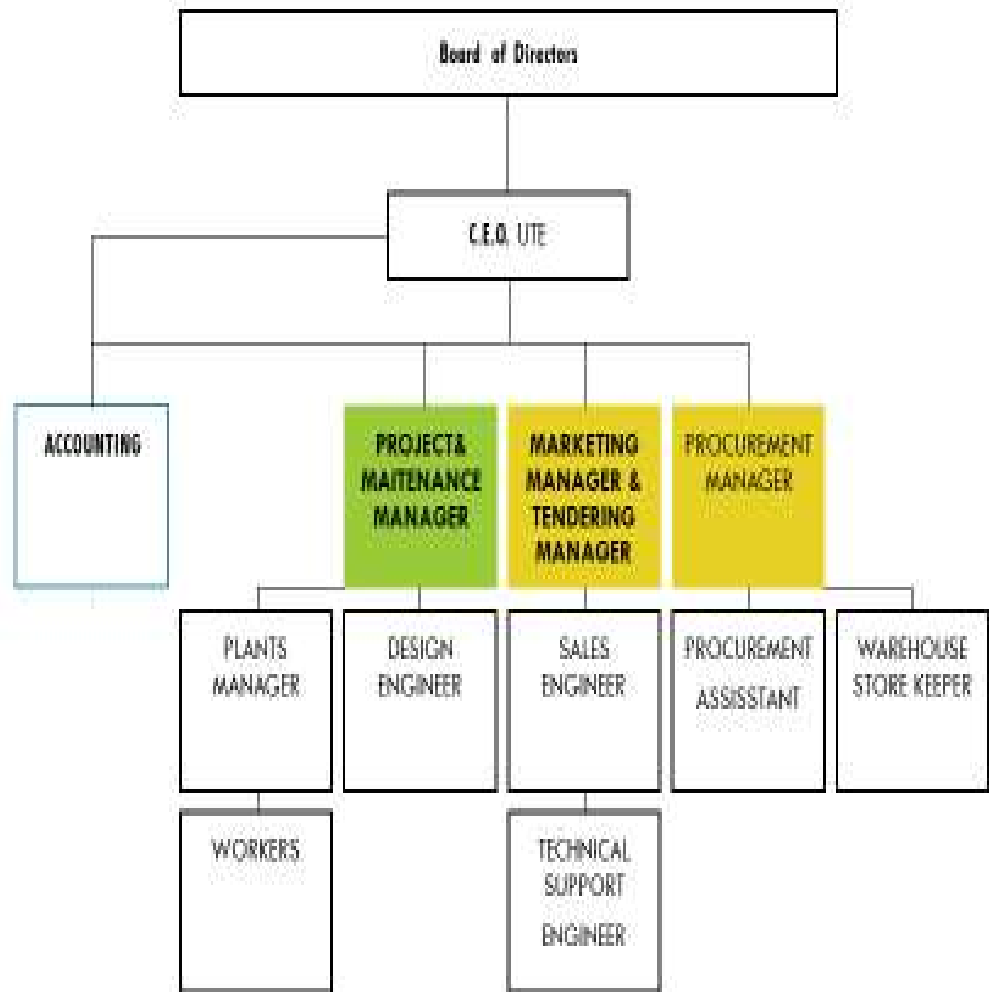 Board of Directors
C.E.O. UTE
ACCOUNTING
PROJECT&
MAITENANCE
MANAGER
MARKETING
MANAGER &
TENDERING
MANAGER
PROCUREMENT
MANAGER
PLANTS
MANAGER
DESIGN
ENGINEER
SALES
ENGINEER
PROCUREMENT
ASSISSTANT
WAREHOUSE
STORE KEEPER
WORKERS
TECHNICAL
SUPPORT
ENGINEER